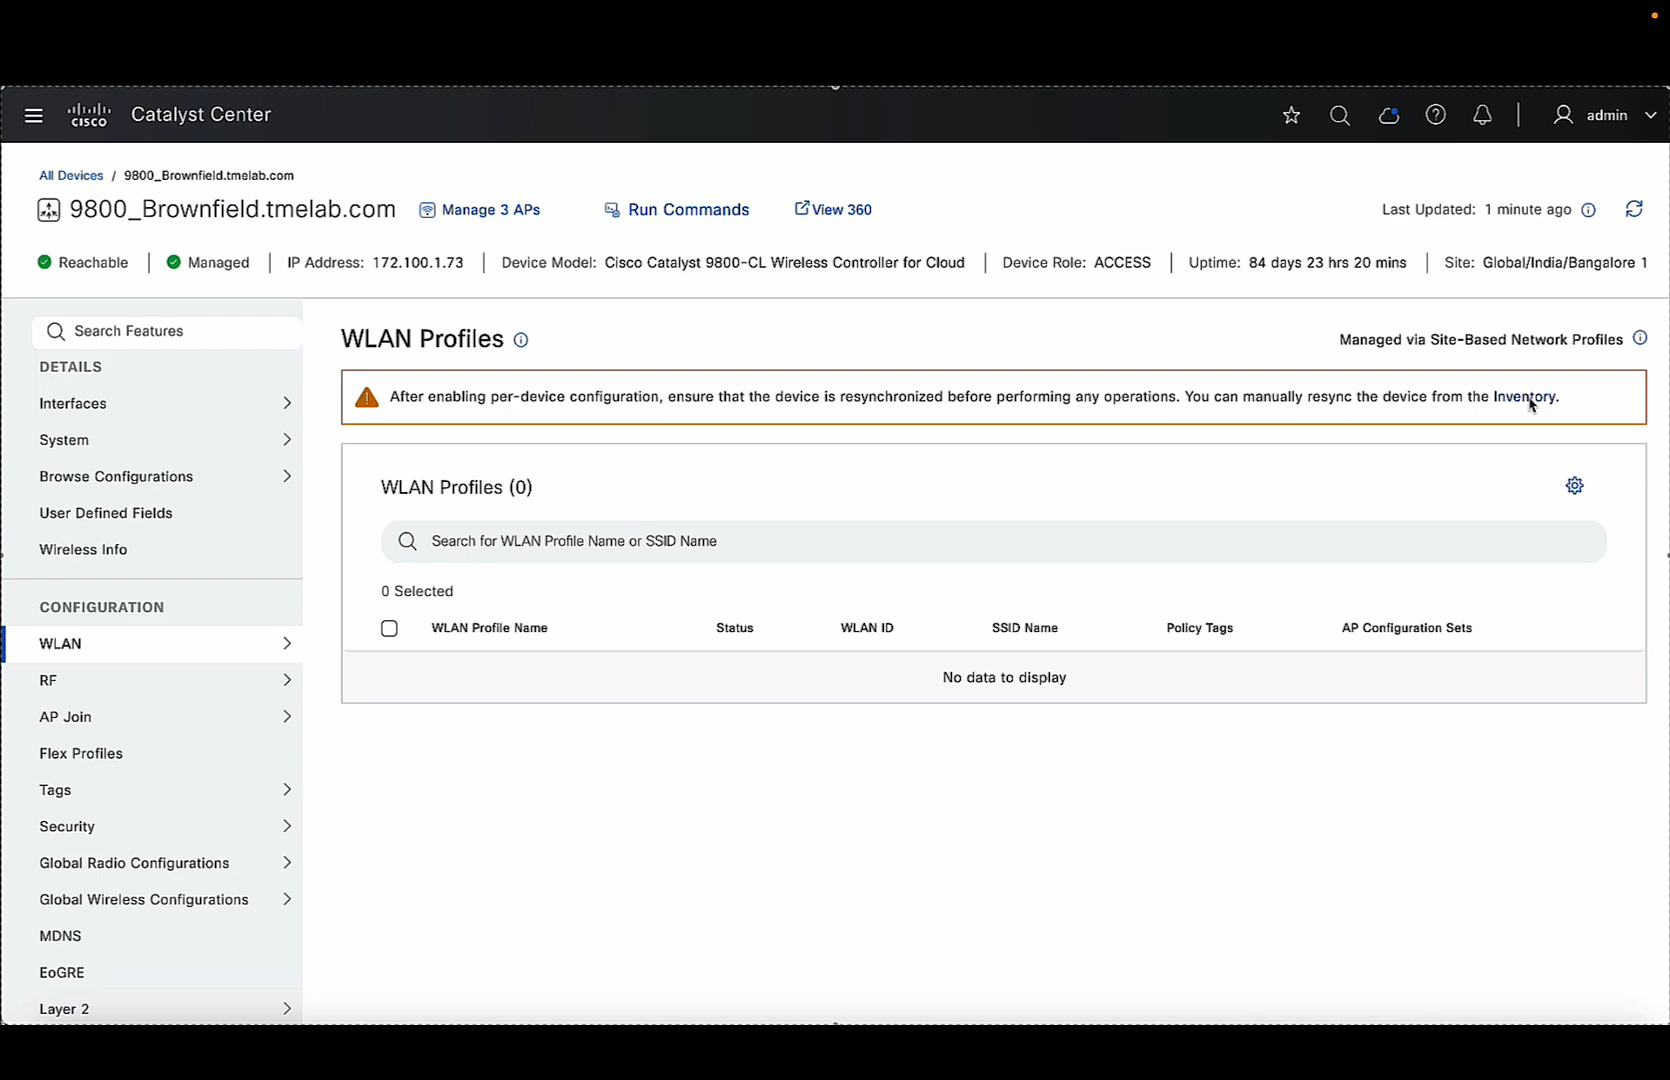 CISCO Catalyst Center admin
All Devices / 9800_Brownfield.tmelab.com
9800_Brownfield.tmelab.com Manage 3 APs Run Commands View 360 Last Updated: 1 minute ago
Reachable Managed IP Address: 172.100.1.73 Device Model: Cisco Catalyst 9800-CL Wireless Controller for Cloud Device Role: ACCESS Uptime: 84 days 23 hrs 20 mins Site: Global/India/Bangalore 1
Search Features
DETAILS
Interfaces
System
Browse Configurations
User Defined Fields
Wireless Info
CONFIGURATION
WLAN
RF
AP Join
Flex Profiles
Tags
Security
Global Radio Configurations
Global Wireless Configurations
MDNS
EoGRE
Layer 2
WLAN Profiles Managed via Site-Based Network Profiles
After enabling per-device configuration, ensure that the device is resynchronized before performing any operations. You can manually resync the device from the Inventory.
WLAN Profiles (0)
Search for WLAN Profile Name or SSID Name
0 Selected
WLAN Profile Name Status WLAN ID SSID Name Policy Tags AP Configuration Sets
No data to display